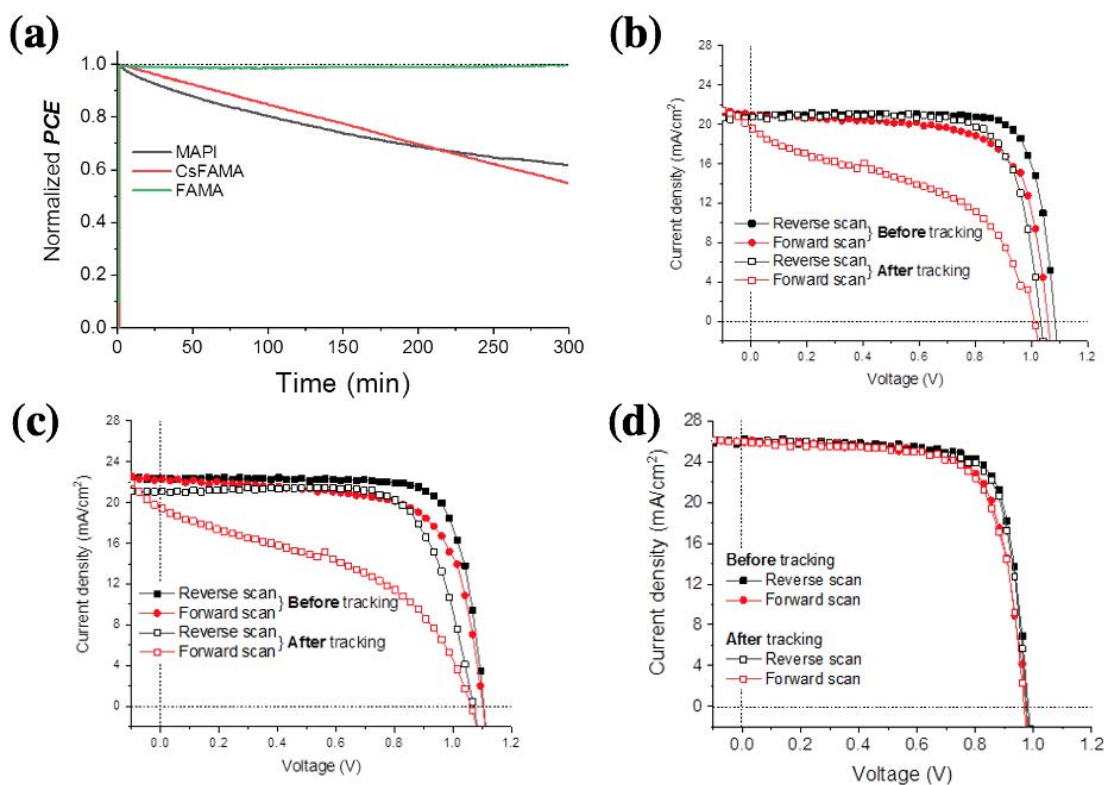 (a)
1.0
0.8
0.6
0.4
0.2
0.0
Normalized PCE
MAPI
CsFAMA
FAMA
0 50 100 150 200 250 300
Time (min)
(b)
28
24
20
16
12
8
4
0
Current density (mA/cm²)
Reverse scan
Forward scan } Before tracking
Reverse scan
Forward scan } After tracking
0.0 0.2 0.4 0.6 0.8 1.0 1.2
Voltage (V)
(c)
28
24
20
16
12
8
4
0
Current density (mA/cm²)
Reverse scan
Forward scan } Before tracking
Reverse scan
Forward scan } After tracking
0.0 0.2 0.4 0.6 0.8 1.0 1.2
Voltage (V)
(d)
28
24
20
16
12
8
4
0
Current density (mA/cm²)
Before tracking
Reverse scan
Forward scan
After tracking
Reverse scan
Forward scan
0.0 0.2 0.4 0.6 0.8 1.0 1.2
Voltage (V)